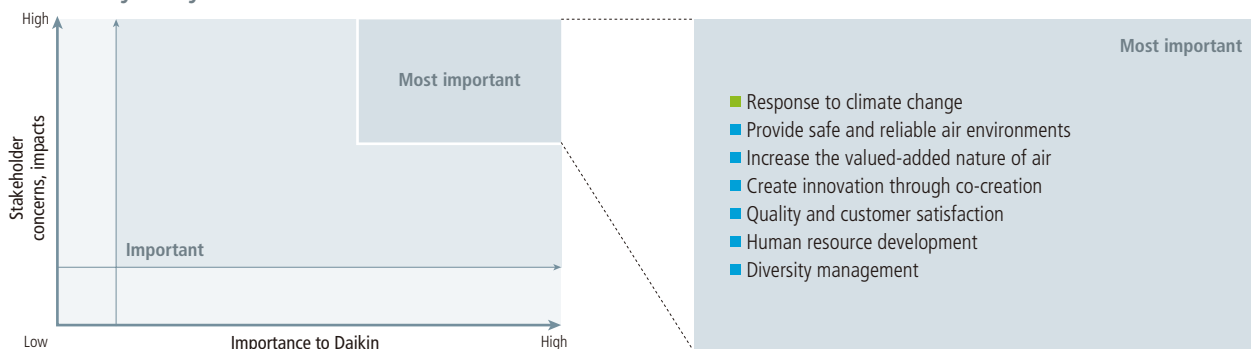 High
Most important
Stakeholder
concerns, impacts
Important
Low
Importance to Daikin
High
Most important
Response to climate change
Provide safe and reliable air environments
Increase the valued-added nature of air
Create innovation through co-creation
Quality and customer satisfaction
Human resource development
Diversity management